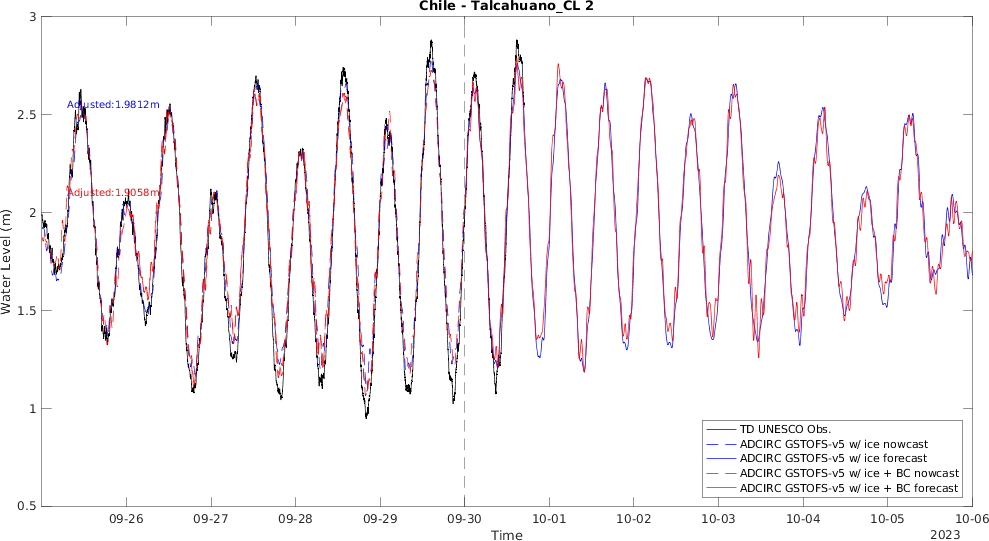 Chile - Talcahuano_CL 2
3
2.5
2
1.5
1
0.5
Water Level (m)
Adjusted:1.9812m
Adjusted:1.9058m
TD UNESCO Obs.
ADCIRC GSTOFS-v5 w/ ice nowcast
ADCIRC GSTOFS-v5 w/ ice forecast
ADCIRC GSTOFS-v5 w/ ice + BC nowcast
ADCIRC GSTOFS-v5 w/ ice + BC forecast
09-26 09-27 09-28 09-29 09-30 10-01 10-02 10-03 10-04 10-05 10-06
Time
2023